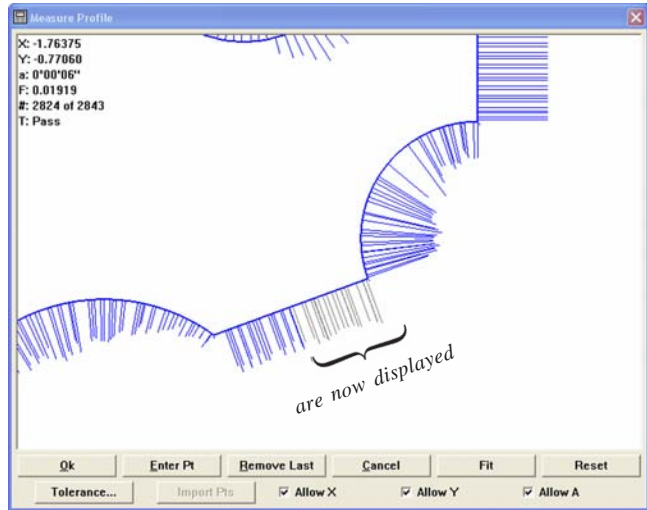 Measure Profile
X: -1.76375
Y: -0.77060
a: 0°00'06"
F: 0.01919
#: 2824 of 2843
T: Pass
are now displayed
Ok Enter Pt Remove Last Cancel Fit Reset
Tolerance... Import Pts Allow X Allow Y Allow A